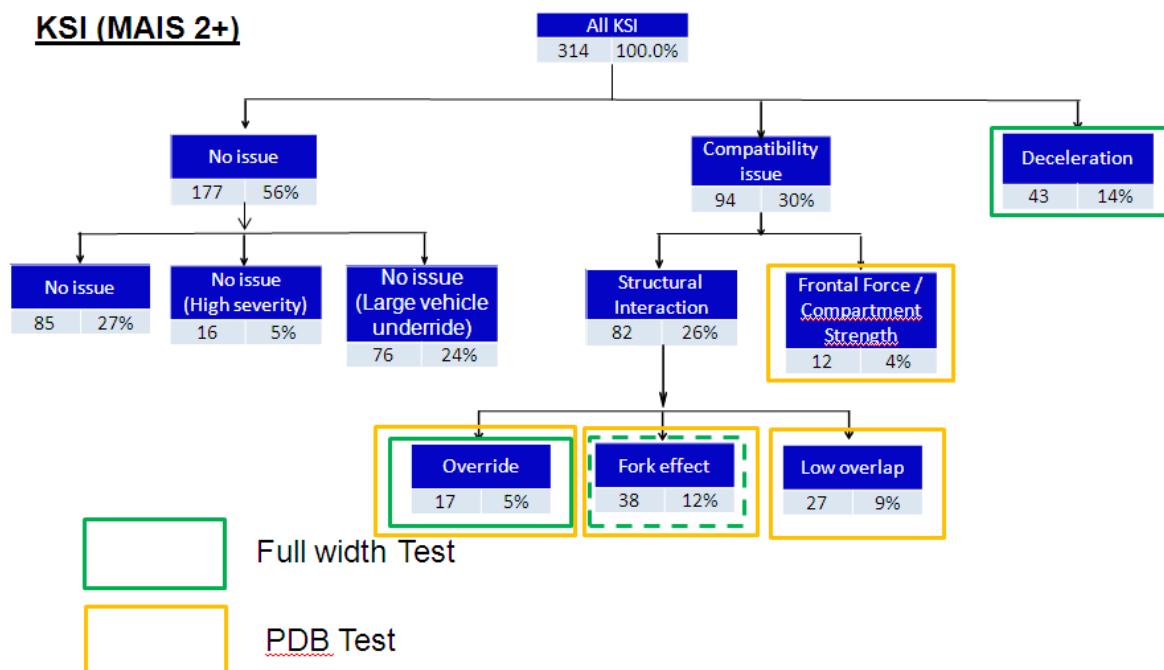 KSI (MAIS 2+)
All KSI
314 100.0%
No issue
177 56%
Compatibility
issue
94 30%
Deceleration
43 14%
No issue
85 27%
No issue
(High severity)
16 5%
No issue
(Large vehicle
underride)
76 24%
Structural
Interaction
82 26%
Frontal Force /
Compartment
Strength
12 4%
Override
17 5%
Fork effect
38 12%
Low overlap
27 9%
Full width Test
PDB Test